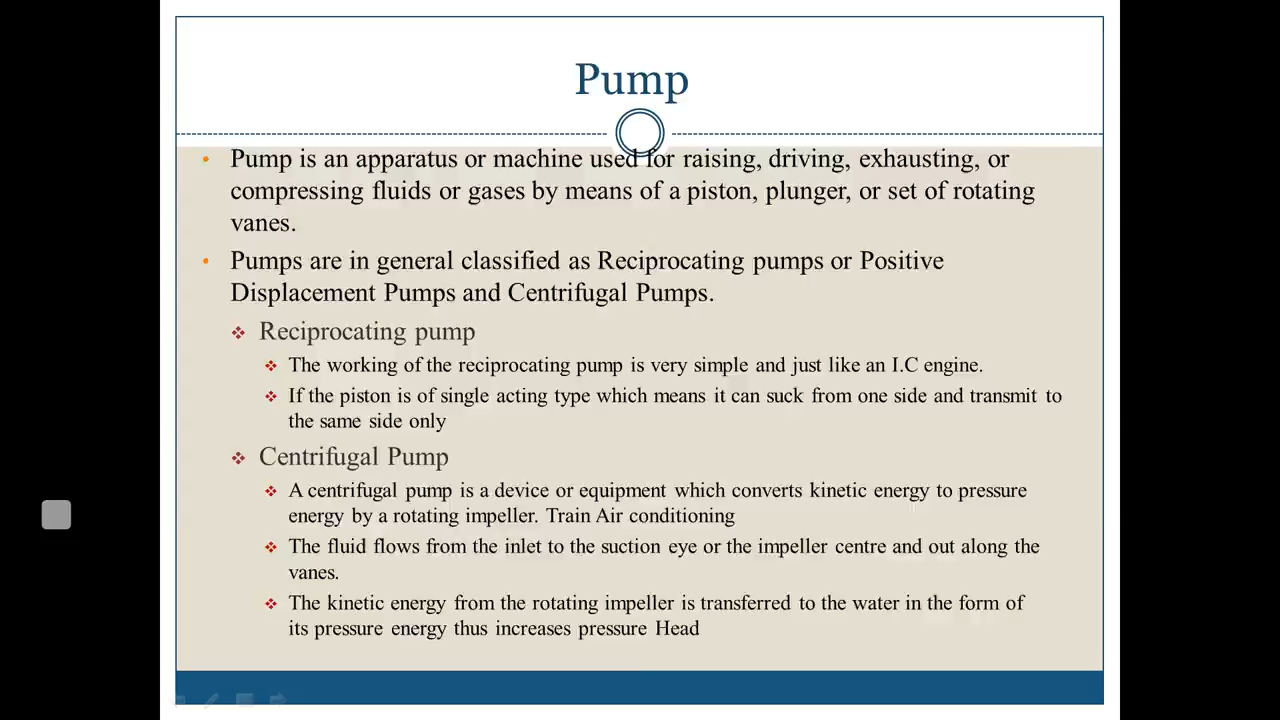 Pump
Pump is an apparatus or machine used for raising, driving, exhausting, or
compressing fluids or gases by means of a piston, plunger, or set of rotating
vanes.
Pumps are in general classified as Reciprocating pumps or Positive
Displacement Pumps and Centrifugal Pumps.
Reciprocating pump
The working of the reciprocating pump is very simple and just like an I.C engine.
If the piston is of single acting type which means it can suck from one side and transmit to
the same side only
Centrifugal Pump
A centrifugal pump is a device or equipment which converts kinetic energy to pressure
energy by a rotating impeller. Train Air conditioning
The fluid flows from the inlet to the suction eye or the impeller centre and out along the
vanes.
The kinetic energy from the rotating impeller is transferred to the water in the form of
its pressure energy thus increases pressure Head